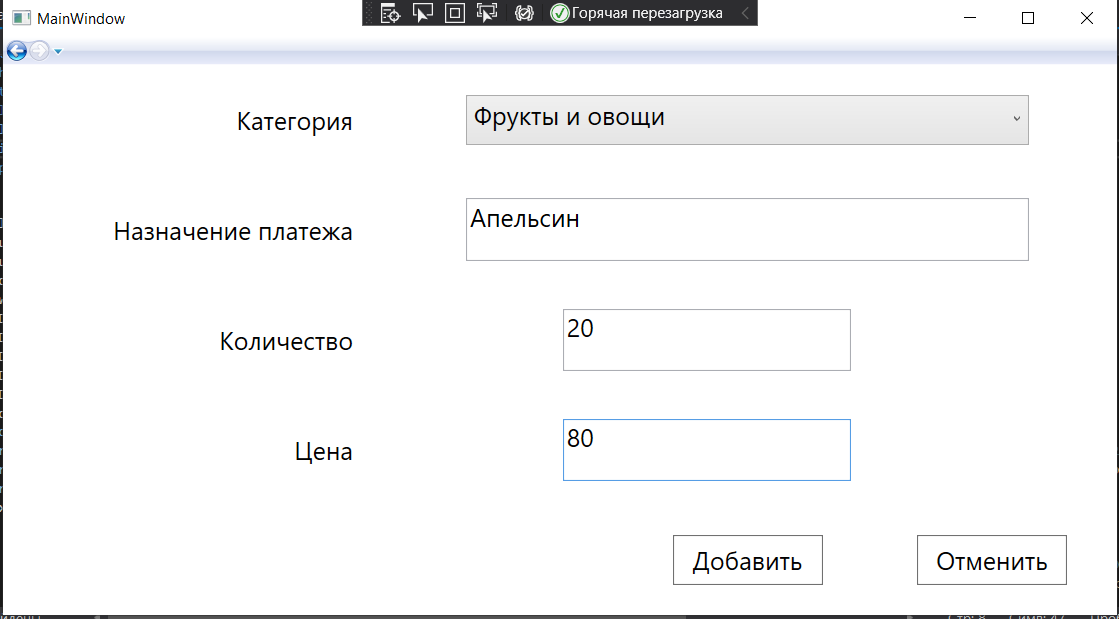 MainWindow
Горячая перезагрузка
Категория
Фрукты и овощи
Назначение платежа
Апельсин
Количество
20
Цена
80
Добавить
Отменить